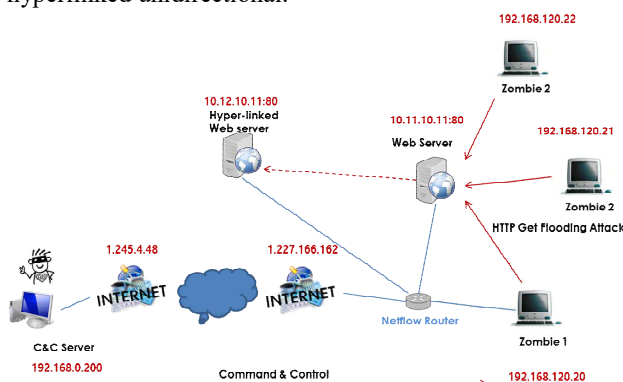 hyperlinked unidirectional.
192.168.120.22
Zombie 2
10.12.10.11:80
Hyper-linked
Web server
10.11.10.11:80
Web Server
192.168.120.21
Zombie 2
HTTP Get Flooding Attack
1.245.4.48
INTERNET
1.227.166.162
INTERNET
Netflow Router
Zombie 1
C&C Server
192.168.0.200
Command & Control
192.168.120.20